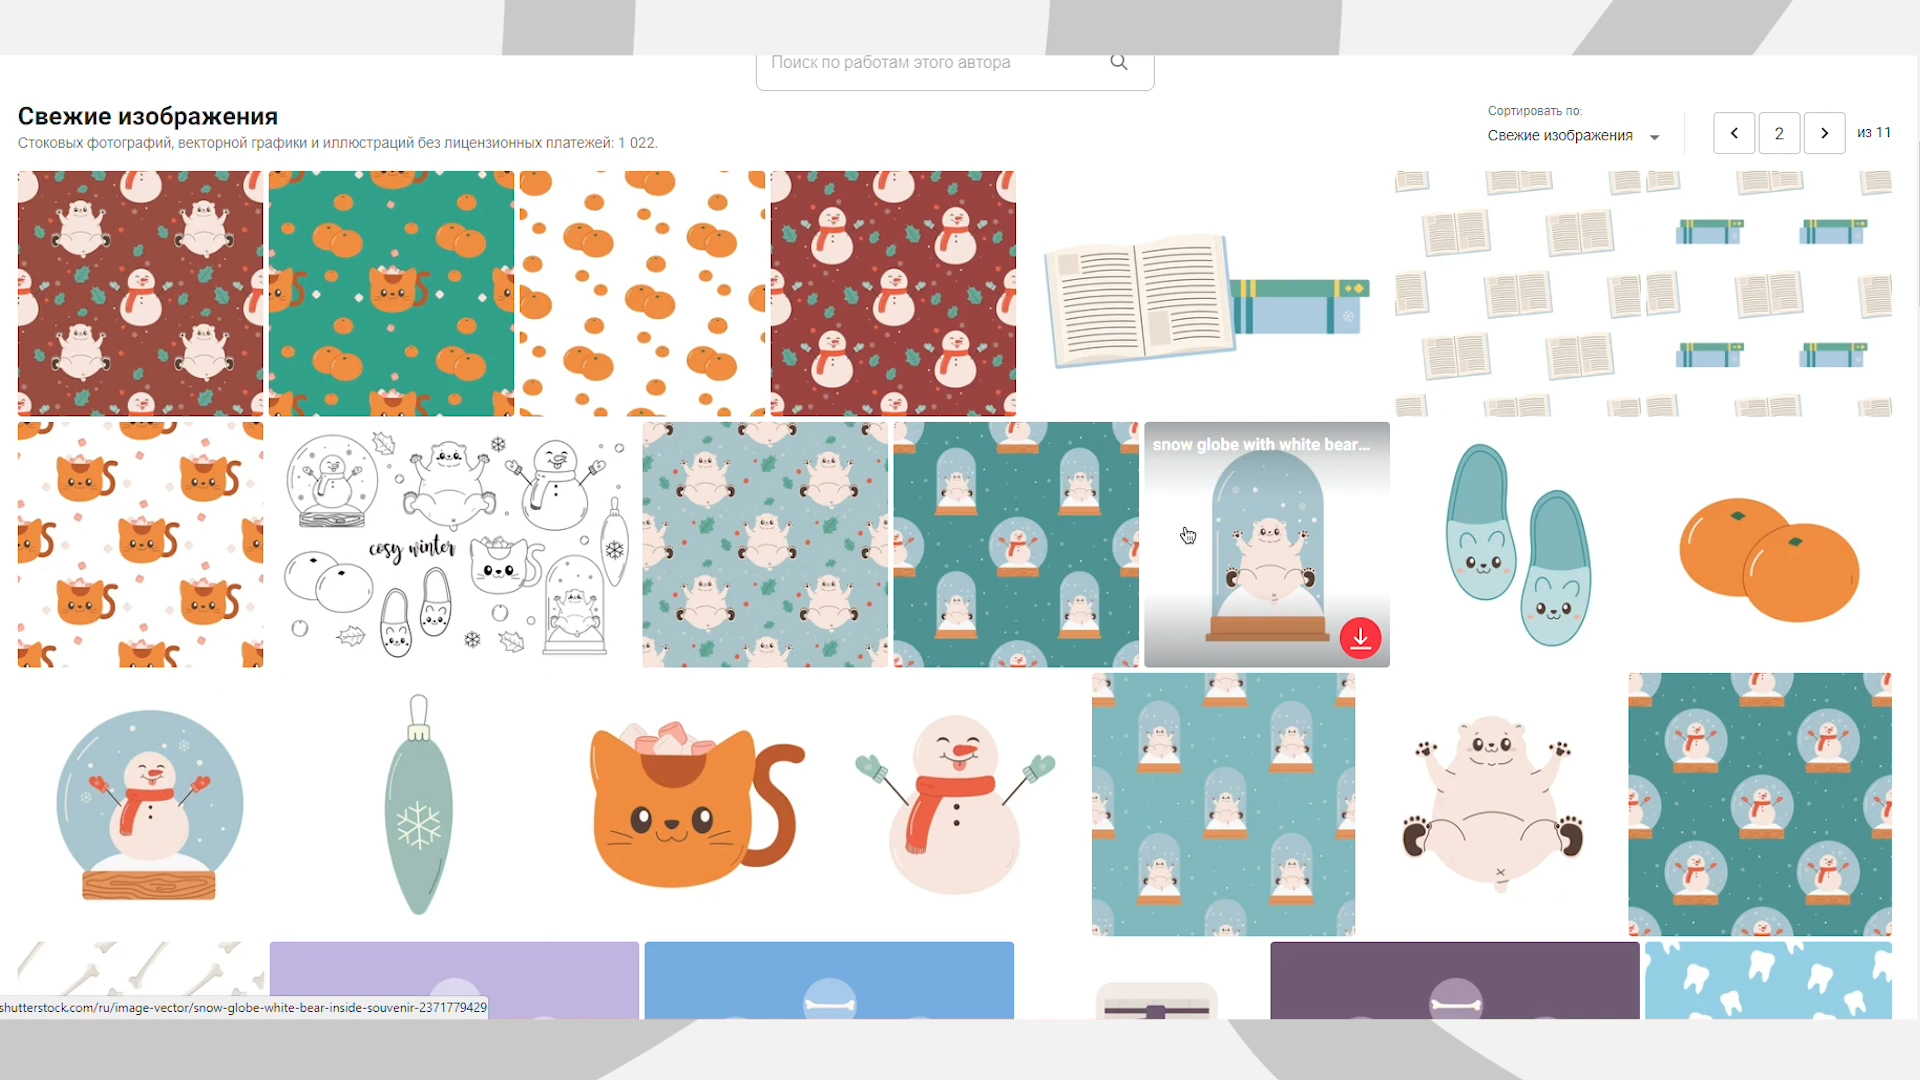 Поиск по работам этого автора
Свежие изображения
Стоковых фотографий, векторной графики и иллюстраций без лицензионных платежей: 1 022.
Сортировать по:
Свежие изображения
2
из 11
snow globe with white bear...
cosy winter
shutterstock.com/ru/image-vector/snow-globe-white-bear-inside-souvenir-2371779429